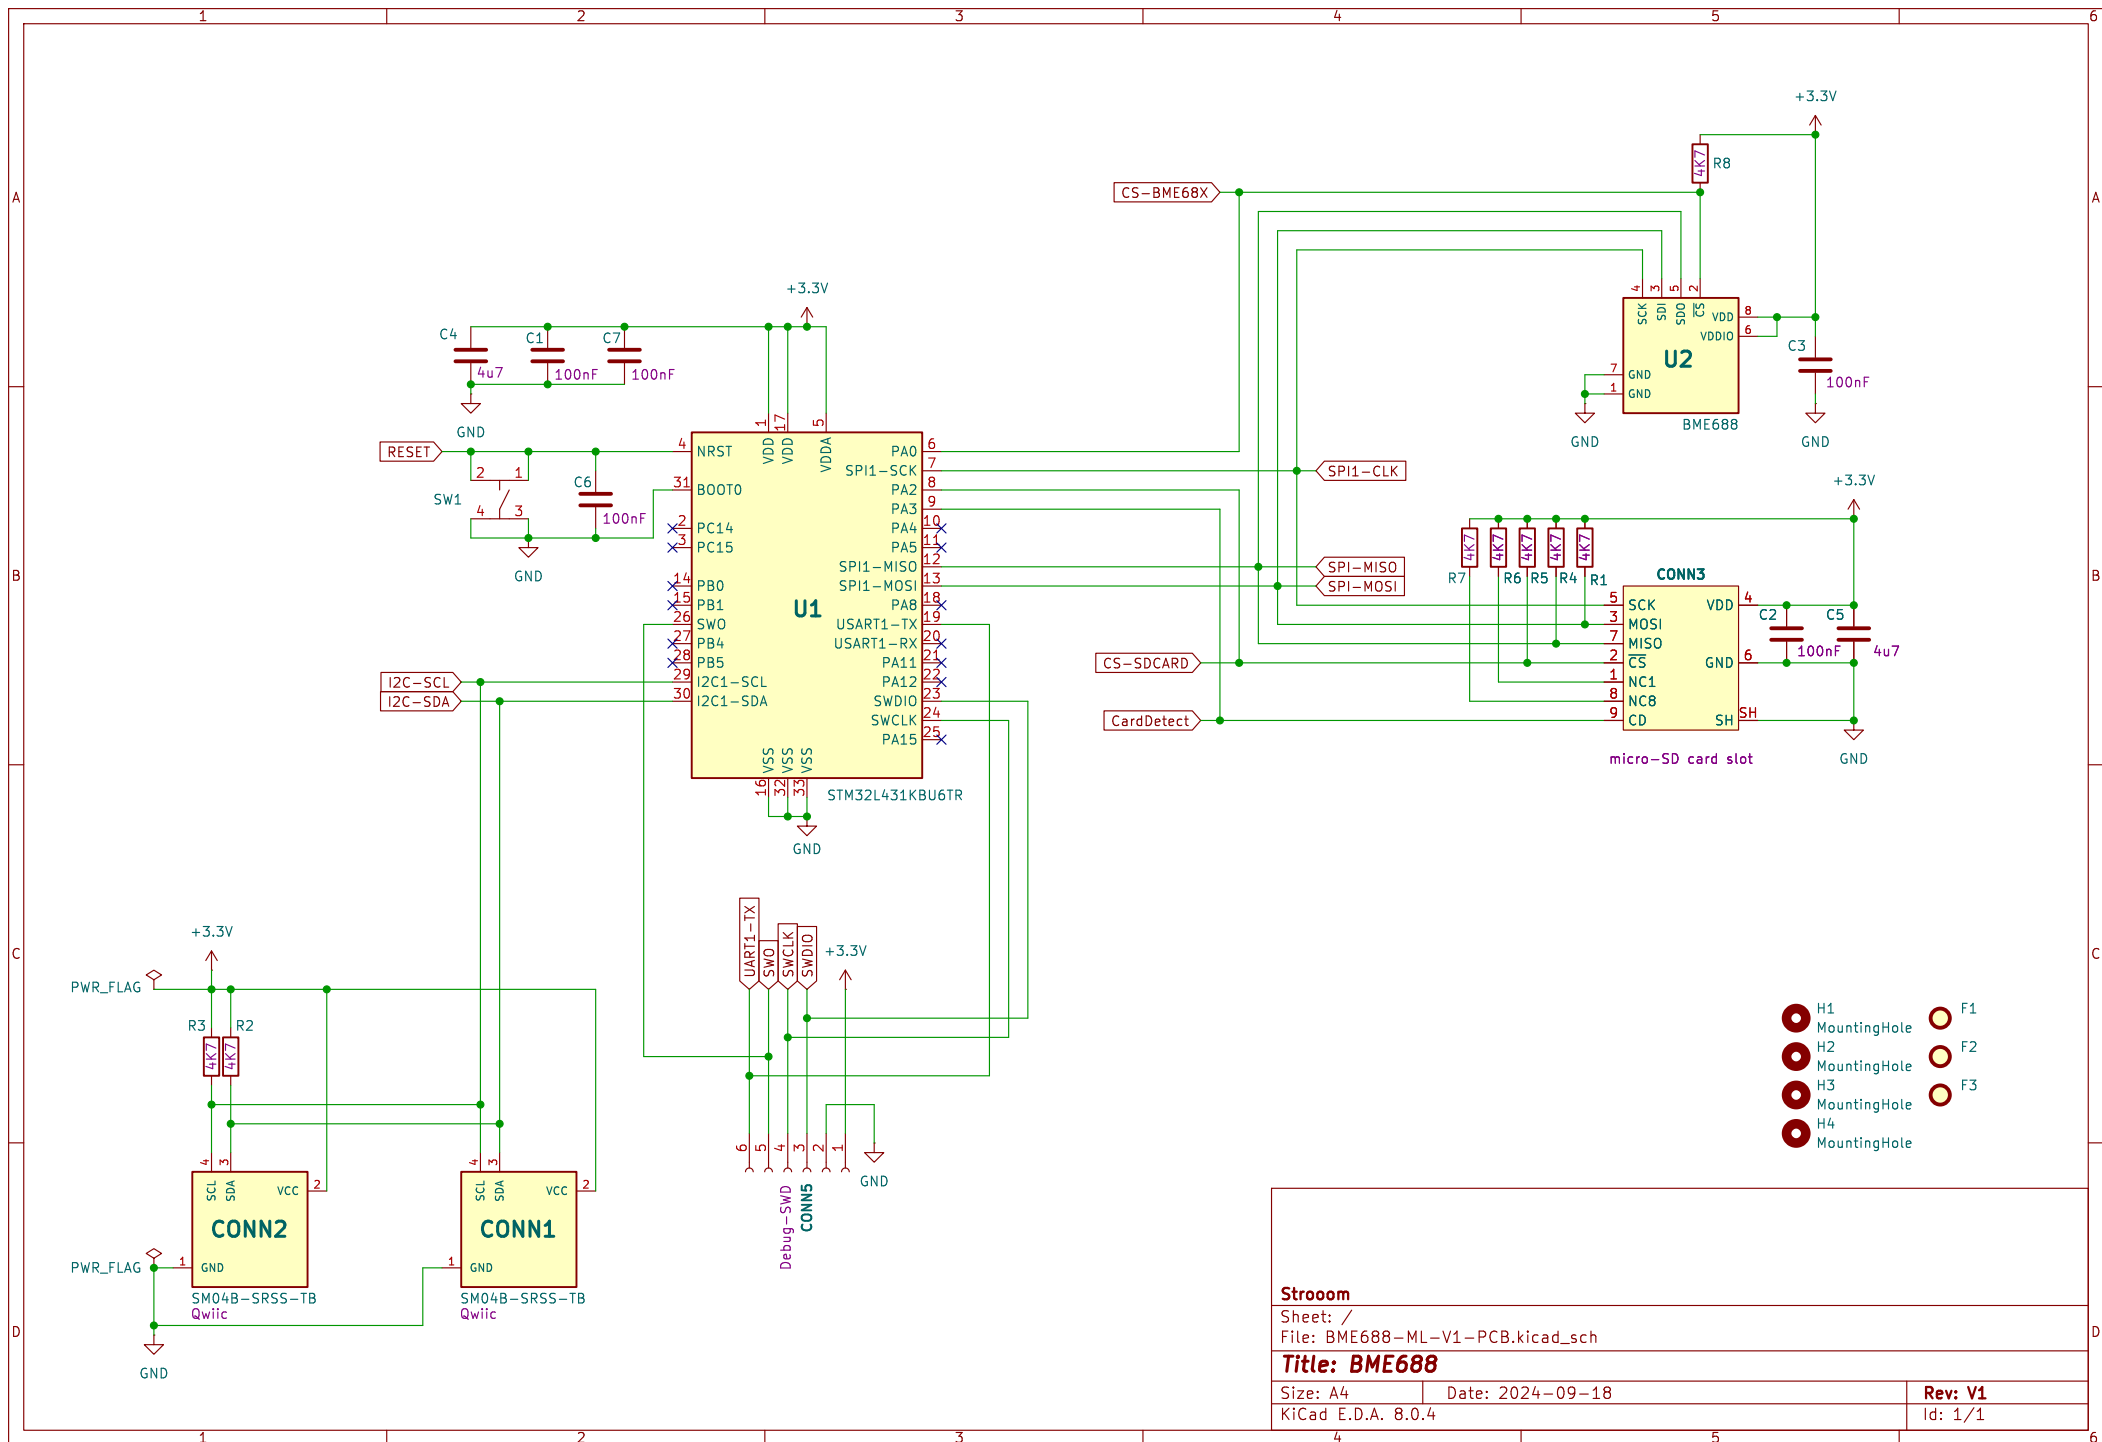 1 2 3 4 5 6
A A
B B
C C
D D
+3.3V
4K7 R8
CS-BME68X
4 3 5 2
SCK SDI SDO CS
VDD 8
VDDIO 6
U2
7 GND
1 GND
BME688
C3
100nF
GND
GND
+3.3V
C4 C1 C7
4u7 100nF 100nF
GND
RESET
2 1
SW1
4 3
C6
100nF
GND
1 17 5
VDD VDD VDDA
4 NRST
31 BOOT0
2 PC14
3 PC15
14 PB0
15 PB1
26 SWO
27 PB4
28 PB5
29 I2C1-SCL
30 I2C1-SDA
U1
PA0 6
SPI1-SCK 7
PA2 8
PA3 9
PA4 10
PA5 11
SPI1-MISO 12
SPI1-MOSI 13
PA8 18
USART1-TX 19
USART1-RX 20
PA11 21
PA12 22
SWDIO 23
SWCLK 24
PA15 25
VSS VSS VSS
16 32 33
STM32L431KBU6TR
GND
I2C-SCL
I2C-SDA
SPI1-CLK
SPI-MISO
SPI-MOSI
CS-SDCARD
CardDetect
+3.3V
4K7 4K7 4K7 4K7 4K7
R7 R6 R5 R4 R1
CONN3
5 SCK
3 MOSI
7 MISO
2 CS
1 NC1
8 NC8
9 CD
VDD 4
GND 6
SH SH
C2 C5
100nF 4u7
micro-SD card slot
GND
UART1-TX
SWO
SWCLK
SWDIO
+3.3V
6 5 4 3 2 1
Debug-SWD
CONN5
GND
+3.3V
PWR_FLAG
R3 R2
4K7 4K7
4 3
SCL SDA
VCC 2
CONN2
1 GND
SM04B-SRSS-TB
Qwiic
4 3
SCL SDA
VCC 2
CONN1
1 GND
SM04B-SRSS-TB
Qwiic
PWR_FLAG
GND
H1
MountingHole
H2
MountingHole
H3
MountingHole
H4
MountingHole
F1
F2
F3
Strooom
Sheet: /
File: BME688-ML-V1-PCB.kicad_sch
Title: BME688
Size: A4 Date: 2024-09-18 Rev: V1
KiCad E.D.A. 8.0.4 Id: 1/1
1 2 3 4 5 6